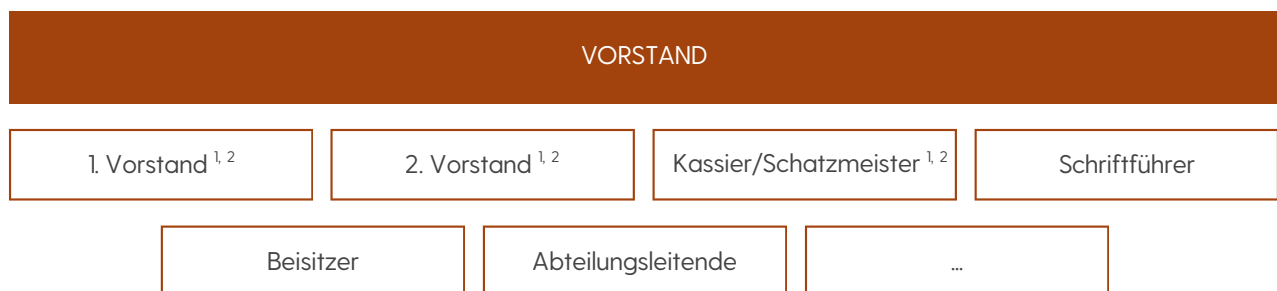 VORSTAND
1. Vorstand 1, 2
2. Vorstand 1, 2
Kassier/Schatzmeister 1, 2
Schriftführer
Beisitzer
Abteilungsleitende
...